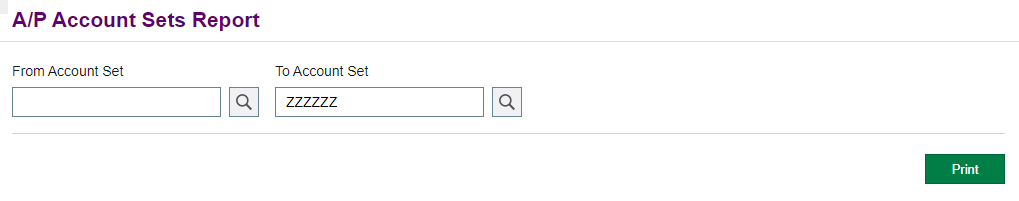 A/P Account Sets Report
From Account Set To Account Set
ZZZZZZ
Print